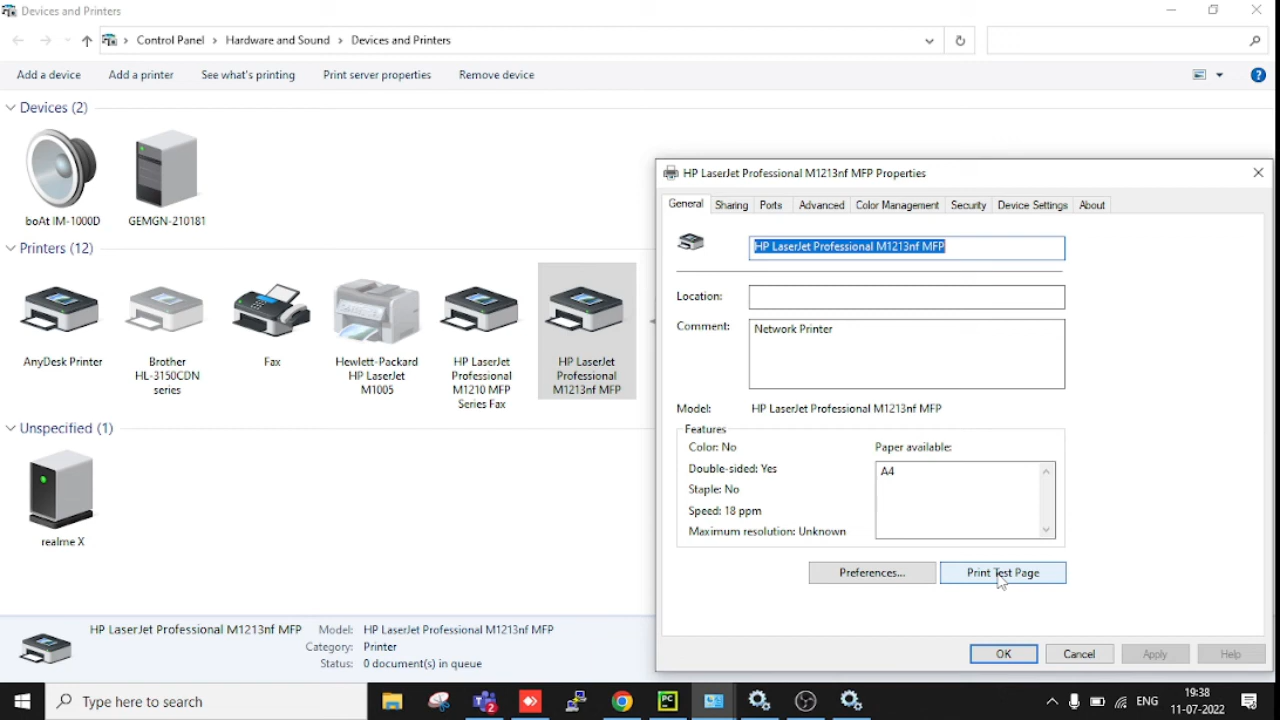 Devices and Printers
Control Panel > Hardware and Sound > Devices and Printers
Add a device Add a printer See what's printing Print server properties Remove device
Devices (2)
boAt IM-1000D GEMGN-210181
Printers (12)
AnyDesk Printer
Brother
HL-3150CDN
series
Fax
Hewlett-Packard
HP LaserJet
M1005
HP LaserJet
Professional
M1210 MFP
Series Fax
HP LaserJet
Professional
M1213nf MFP
Unspecified (1)
realme X
HP LaserJet Professional M1213nf MFP Model: HP LaserJet Professional M1213nf MFP
Category: Printer
Status: 0 document(s) in queue
HP LaserJet Professional M1213nf MFP Properties
General Sharing Ports Advanced Color Management Security Device Settings About
HP LaserJet Professional M1213nf MFP
Location:
Comment: Network Printer
Model: HP LaserJet Professional M1213nf MFP
Features
Color: No Paper available:
Double-sided: Yes A4
Staple: No
Speed: 18 ppm
Maximum resolution: Unknown
Preferences... Print Test Page
OK Cancel Apply Help
Type here to search
ENG
19:38
11-07-2022